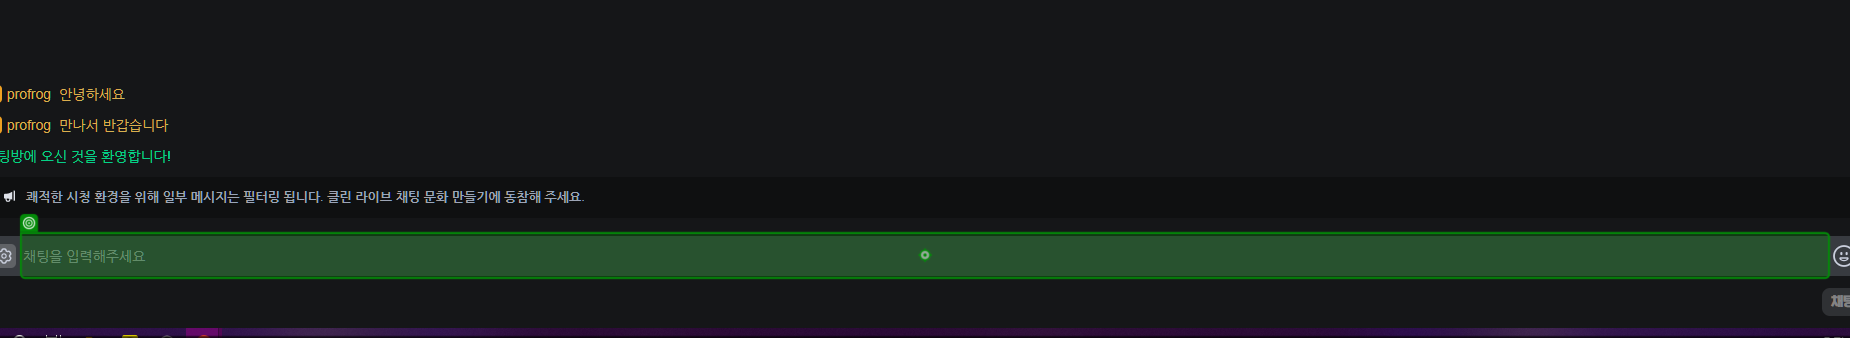 profrog 안녕하세요
profrog 만나서 반갑습니다
팅방에 오신 것을 환영합니다!
쾌적한 시청 환경을 위해 일부 메시지는 필터링 됩니다. 클린 라이브 채팅 문화 만들기에 동참해 주세요.
채팅을 입력해주세요
채팅